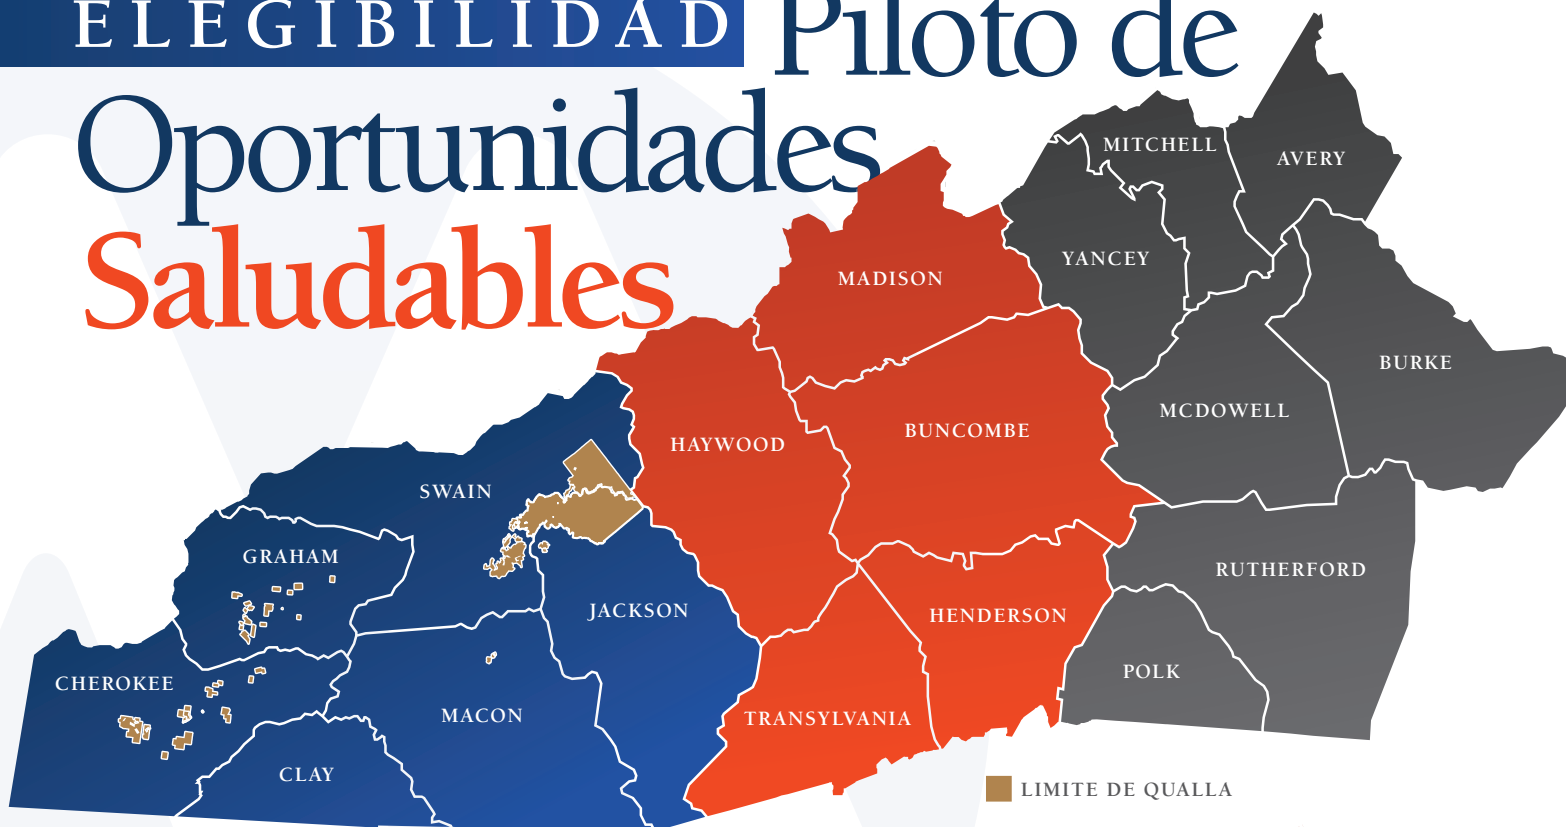 ELEGIBILIDAD Piloto de
Oportunidades
Saludables
MITCHELL
AVERY
YANCEY
MADISON
BURKE
MCDOWELL
BUNCOMBE
HAYWOOD
SWAIN
GRAHAM
RUTHERFORD
JACKSON
HENDERSON
POLK
CHEROKEE
MACON
TRANSYLVANIA
CLAY
LIMITE DE QUALLA